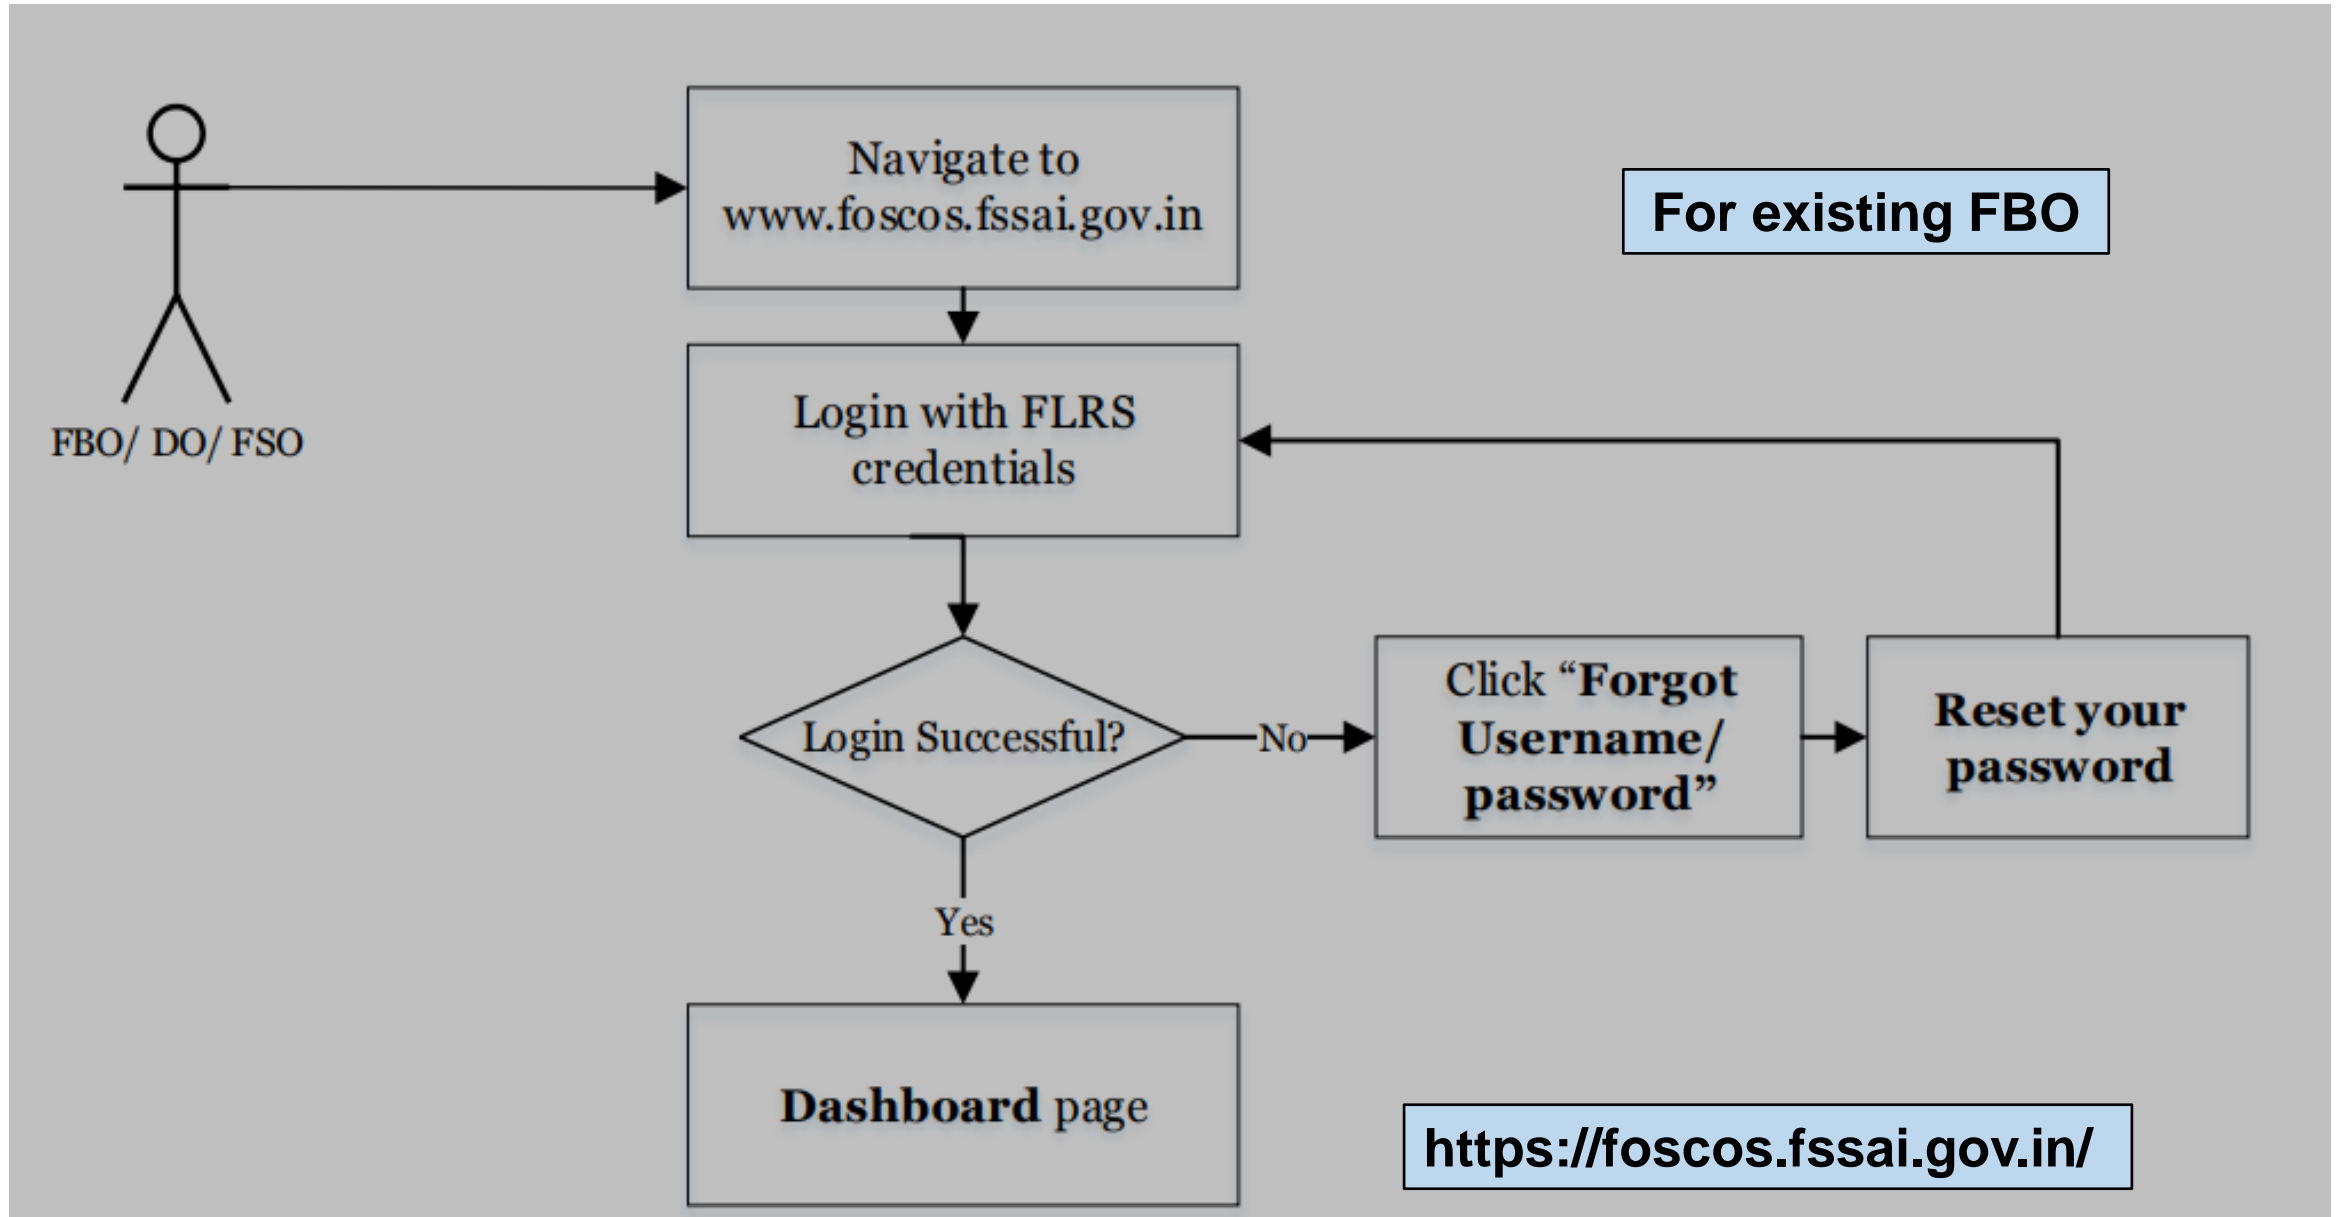 Navigate to
www.foscos.fssai.gov.in
For existing FBO
FBO/ DO/ FSO
Login with FLRS
credentials
Login Successful?
No
Click “Forgot
Username/
password”
Reset your
password
Yes
Dashboard page
https://foscos.fssai.gov.in/